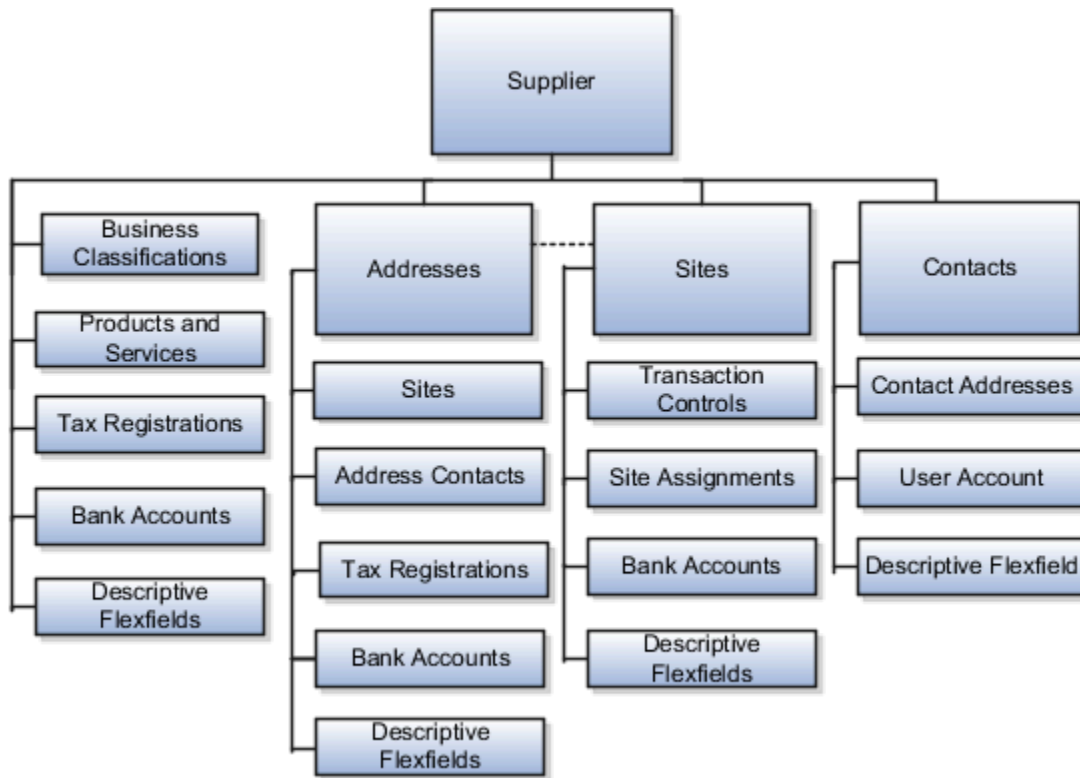 Supplier
Business
Classifications
Products and
Services
Tax Registrations
Bank Accounts
Descriptive
Flexfields
Addresses
Sites
Address Contacts
Tax Registrations
Bank Accounts
Descriptive
Flexfields
Sites
Transaction
Controls
Site Assignments
Bank Accounts
Descriptive
Flexfields
Contacts
Contact Addresses
User Account
Descriptive Flexfield